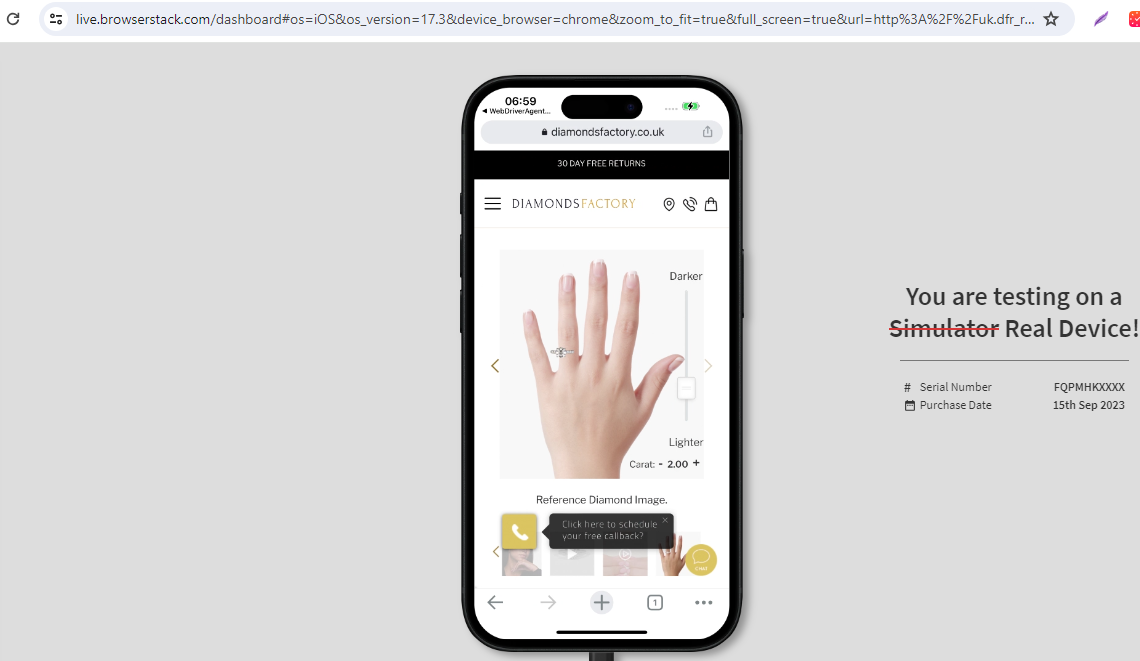 live.browserstack.com/dashboard#os=iOS&os_version=17.3&device_browser=chrome&zoom_to_fit=true&full_screen=true&url=http%3A%2F%2Fuk.dfr_r...
06:59
◀ WebDriverAgent...
diamondsfactory.co.uk
30 DAY FREE RETURNS
DIAMONDSFACTORY
Darker
Lighter
Carat: - 2.00 +
Reference Diamond Image.
Click here to schedule
your free callback?
CHAT
1
You are testing on a
Simulator Real Device!
# Serial Number FQPMHKXXXX
Purchase Date 15th Sep 2023